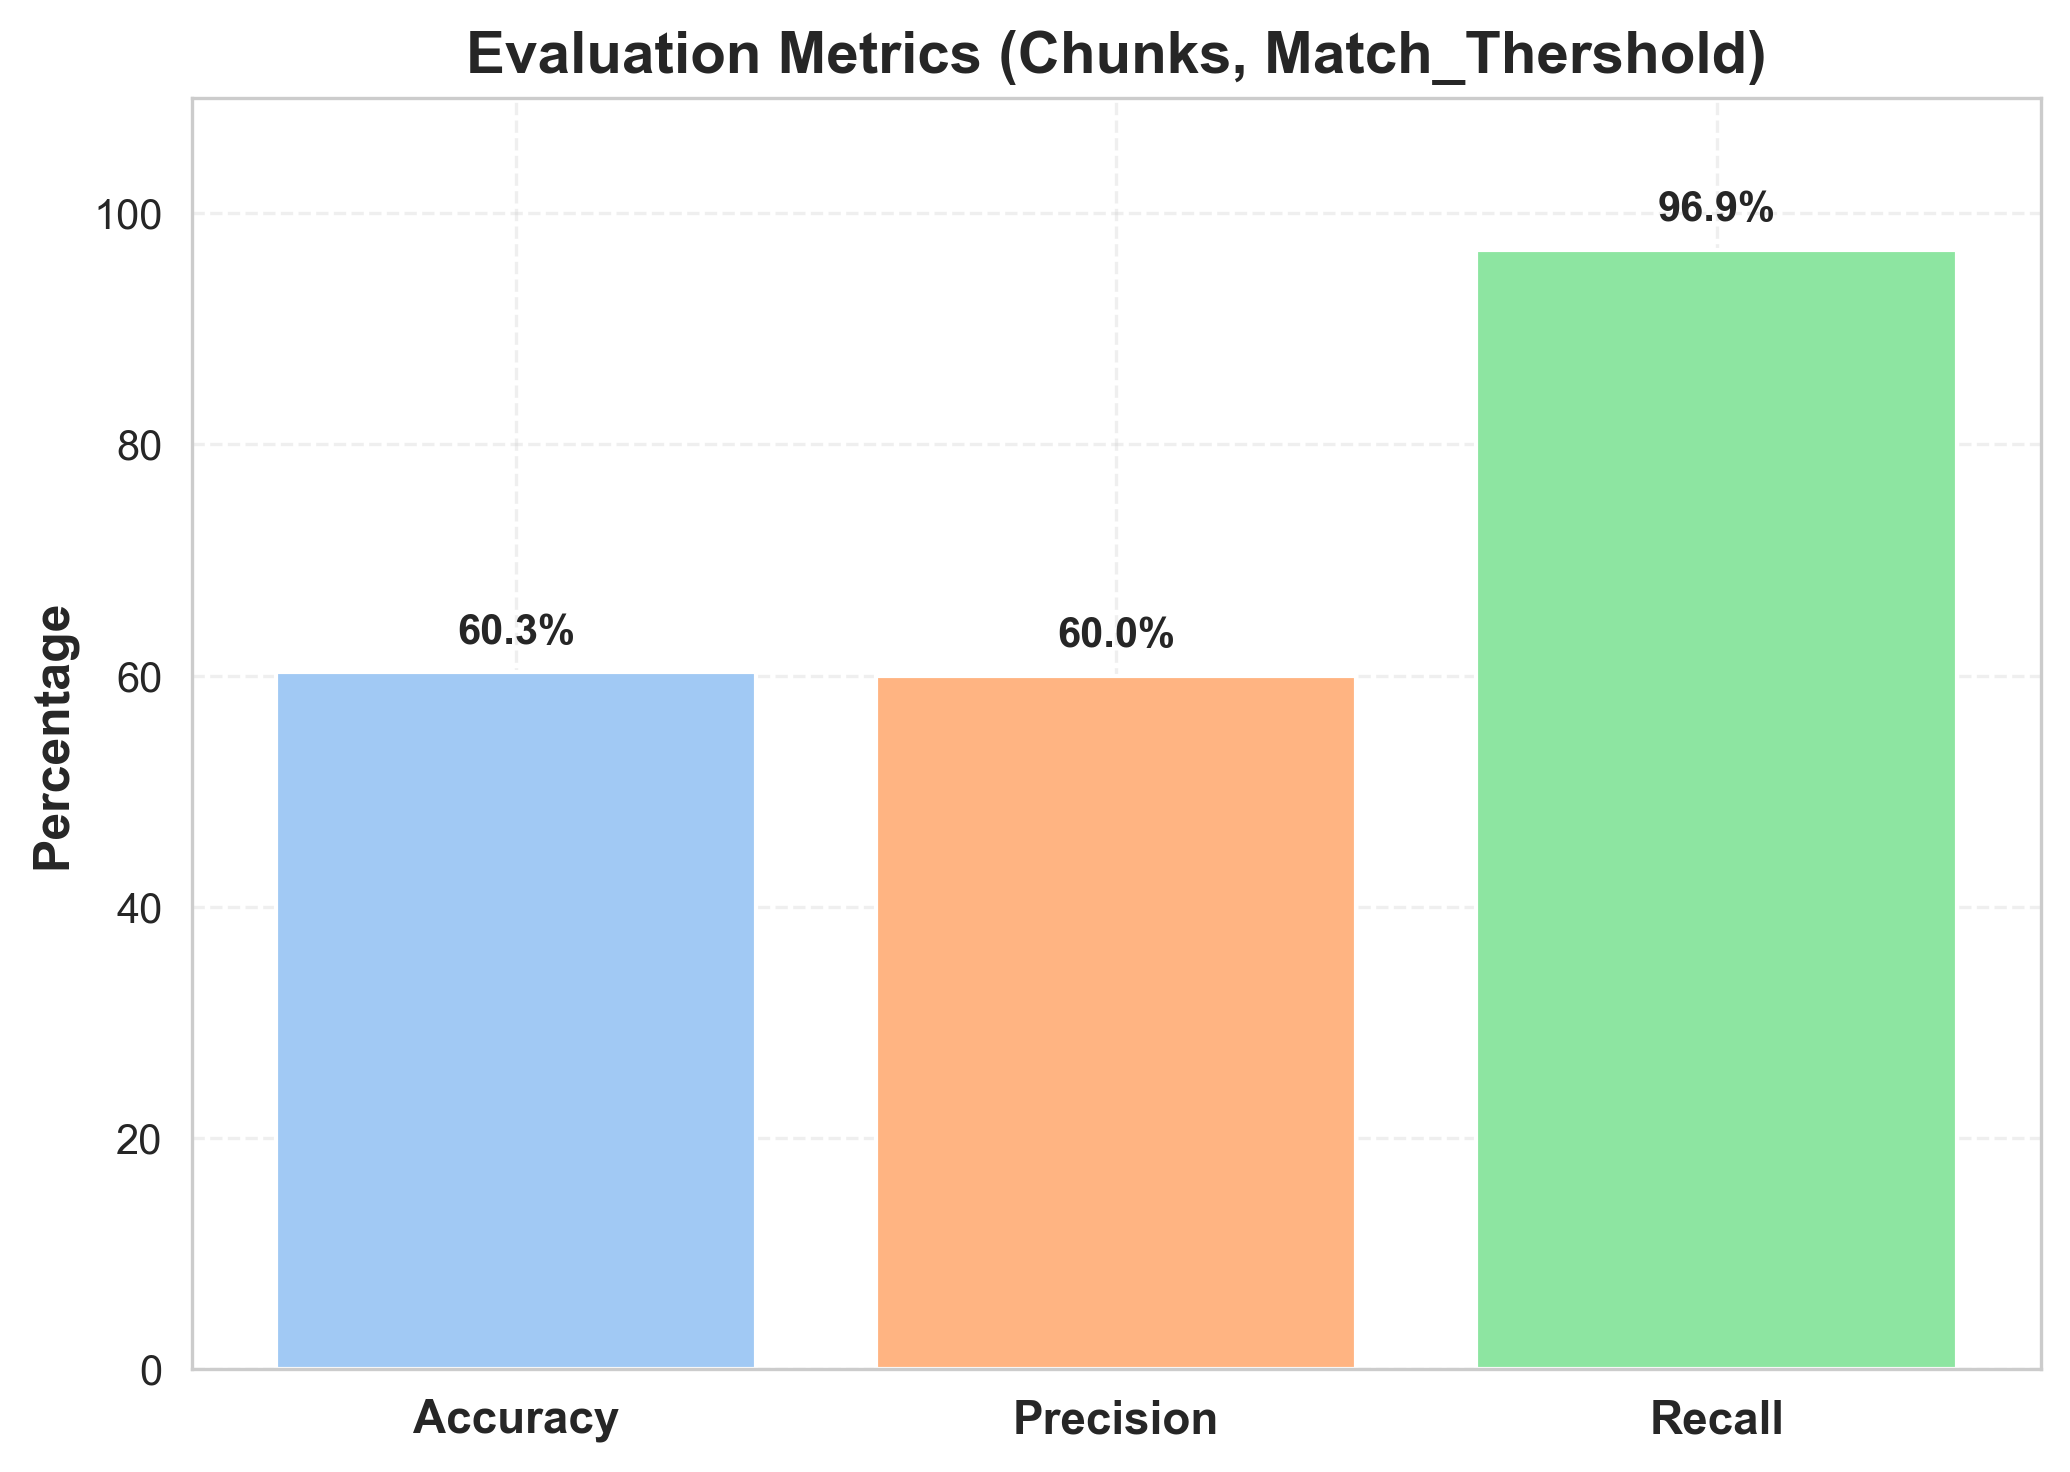 Evaluation Metrics (Chunks, Match_Thershold)
100
80
60
40
20
0
Percentage
60.3%
60.0%
96.9%
Accuracy
Precision
Recall